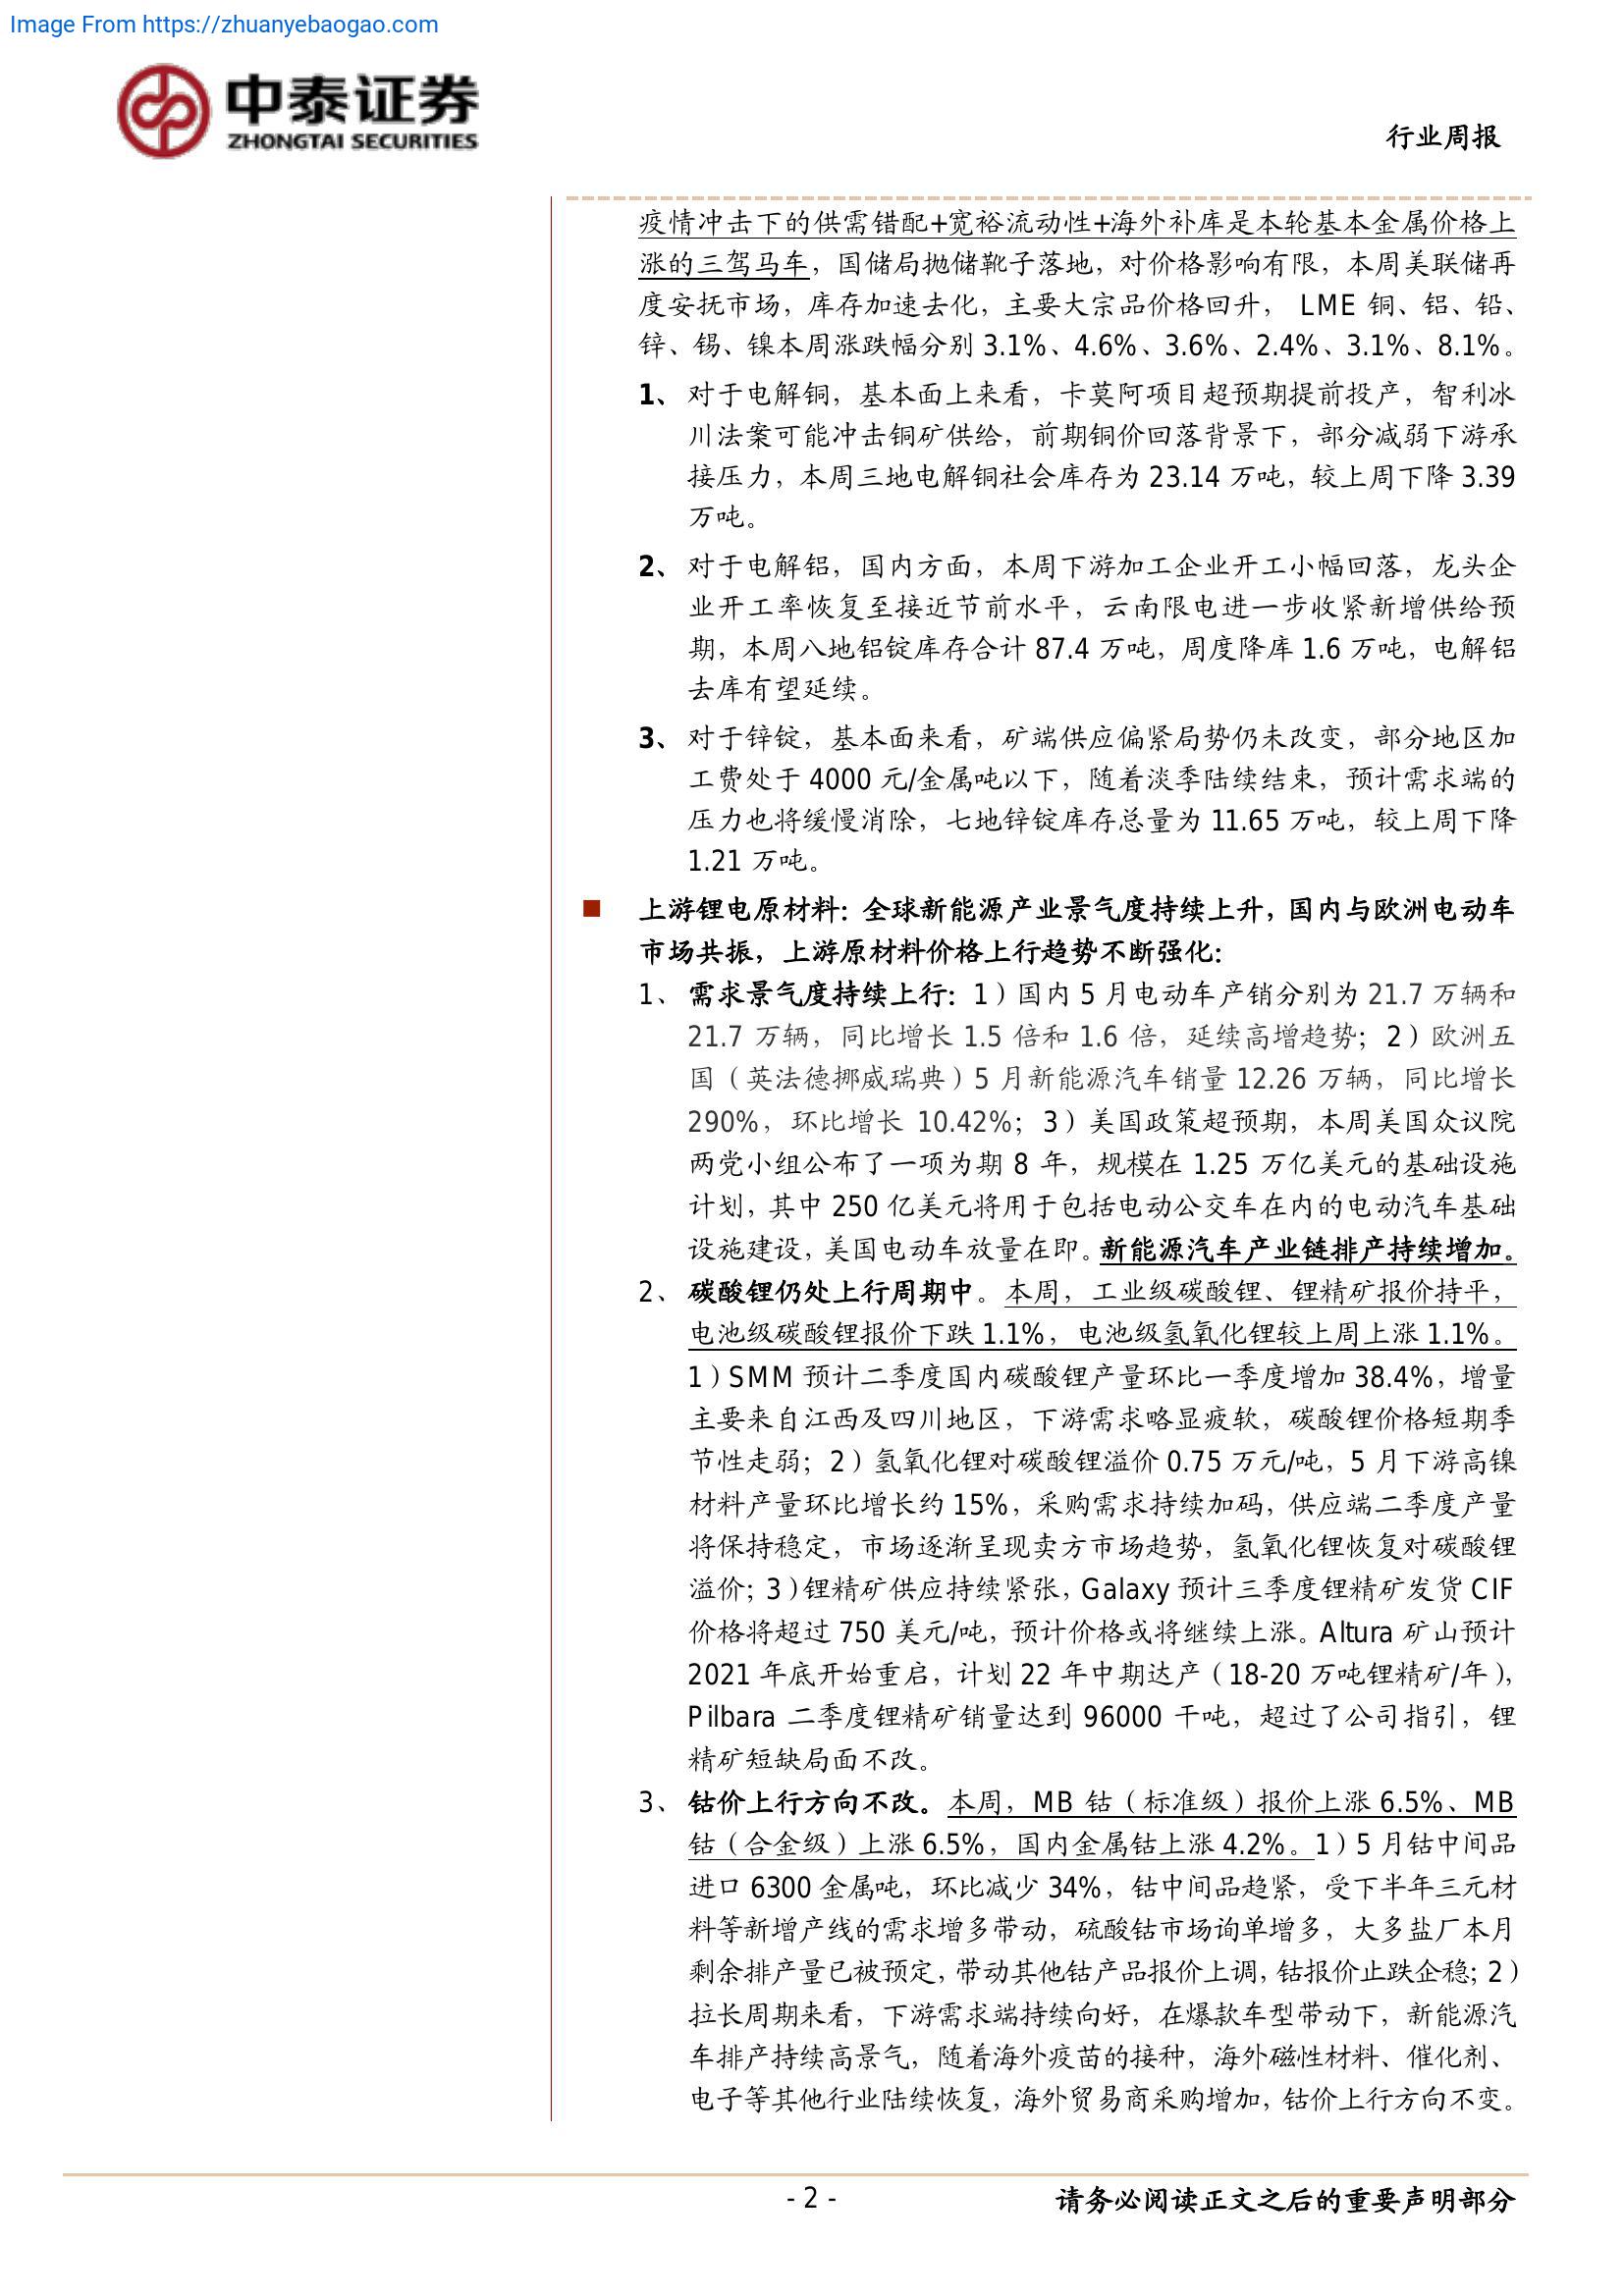 Image From https://zhuanyebaogao.com
中泰证券
ZHONGTAI SECURITIES
行业周报
疫情冲击下的供需错配+宽裕流动性+海外补库是本轮基本金属价格上
涨的三驾马车，国储局抛储靴子落地，对价格影响有限，本周美联储再
度安抚市场，库存加速去化，主要大宗品价格回升， LME 铜、铝、铅、
锌、锡、镍本周涨跌幅分别 3.1%、4.6%、3.6%、2.4%、3.1%、8.1%。
1、 对于电解铜，基本面上来看，卡莫阿项目超预期提前投产，智利冰
川法案可能冲击铜矿供给，前期铜价回落背景下，部分减弱下游承
接压力，本周三地电解铜社会库存为 23.14 万吨，较上周下降 3.39
万吨。
2、 对于电解铝，国内方面，本周下游加工企业开工小幅回落，龙头企
业开工率恢复至接近节前水平，云南限电进一步收紧新增供给预
期，本周八地铝锭库存合计 87.4 万吨，周度降库 1.6 万吨，电解铝
去库有望延续。
3、 对于锌锭，基本面来看，矿端供应偏紧局势仍未改变，部分地区加
工费处于 4000 元/金属吨以下，随着淡季陆续结束，预计需求端的
压力也将缓慢消除，七地锌锭库存总量为 11.65 万吨，较上周下降
1.21 万吨。
■ 上游锂电原材料：全球新能源产业景气度持续上升，国内与欧洲电动车
市场共振，上游原材料价格上行趋势不断强化：
1、 需求景气度持续上行：1）国内 5 月电动车产销分别为 21.7 万辆和
21.7 万辆，同比增长 1.5 倍和 1.6 倍，延续高增趋势；2）欧洲五
国（英法德挪威瑞典）5 月新能源汽车销量 12.26 万辆，同比增长
290%，环比增长 10.42%；3）美国政策超预期，本周美国众议院
两党小组公布了一项为期 8 年，规模在 1.25 万亿美元的基础设施
计划，其中 250 亿美元将用于包括电动公交车在内的电动汽车基础
设施建设，美国电动车放量在即。新能源汽车产业链排产持续增加。
2、 碳酸锂仍处上行周期中。本周，工业级碳酸锂、锂精矿报价持平，
电池级碳酸锂报价下跌 1.1%，电池级氢氧化锂较上周上涨 1.1%。
1）SMM 预计二季度国内碳酸锂产量环比一季度增加 38.4%，增量
主要来自江西及四川地区，下游需求略显疲软，碳酸锂价格短期季
节性走弱；2）氢氧化锂对碳酸锂溢价 0.75 万元/吨，5 月下游高镍
材料产量环比增长约 15%，采购需求持续加码，供应端二季度产量
将保持稳定，市场逐渐呈现卖方市场趋势，氢氧化锂恢复对碳酸锂
溢价；3）锂精矿供应持续紧张，Galaxy 预计三季度锂精矿发货 CIF
价格将超过 750 美元/吨，预计价格或将继续上涨。Altura 矿山预计
2021 年底开始重启，计划 22 年中期达产（18-20 万吨锂精矿/年），
Pilbara 二季度锂精矿销量达到 96000 干吨，超过了公司指引，锂
精矿短缺局面不改。
3、 钴价上行方向不改。本周，MB 钴（标准级）报价上涨 6.5%、MB
钴（合金级）上涨 6.5%，国内金属钴上涨 4.2%。1）5 月钴中间品
进口 6300 金属吨，环比减少 34%，钴中间品趋紧，受下半年三元材
料等新增产线的需求增多带动，硫酸钴市场询单增多，大多盐厂本月
剩余排产量已被预定，带动其他钴产品报价上调，钴报价止跌企稳；2）
拉长周期来看，下游需求端持续向好，在爆款车型带动下，新能源汽
车排产持续高景气，随着海外疫苗的接种，海外磁性材料、催化剂、
电子等其他行业陆续恢复，海外贸易商采购增加，钴价上行方向不变。
- 2 -
请务必阅读正文之后的重要声明部分